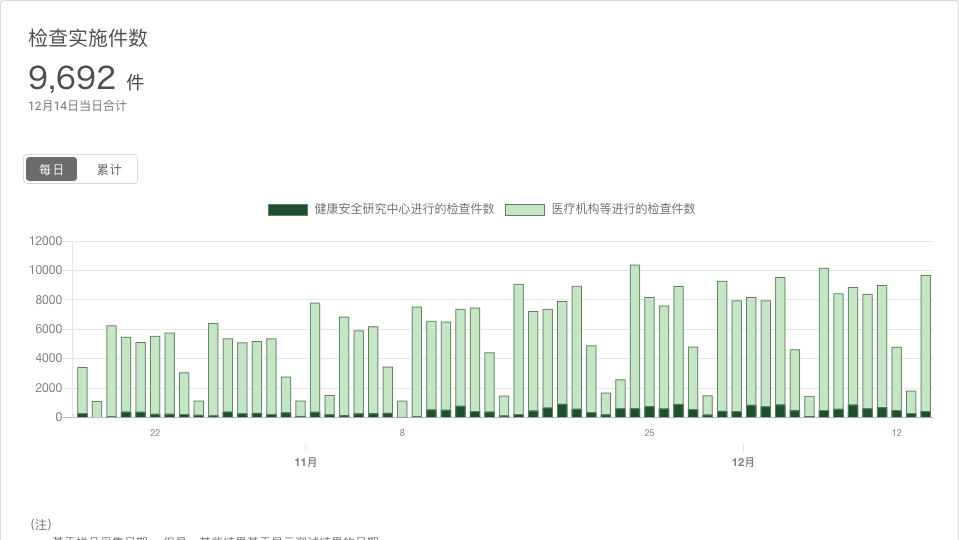 检查实施件数
9,692 件
12月14日当日合计
每日 累计
健康安全研究中心进行的检查件数 医疗机构等进行的检查件数
12000
10000
8000
6000
4000
2000
0
22 8 25 12
11月 12月
(注)